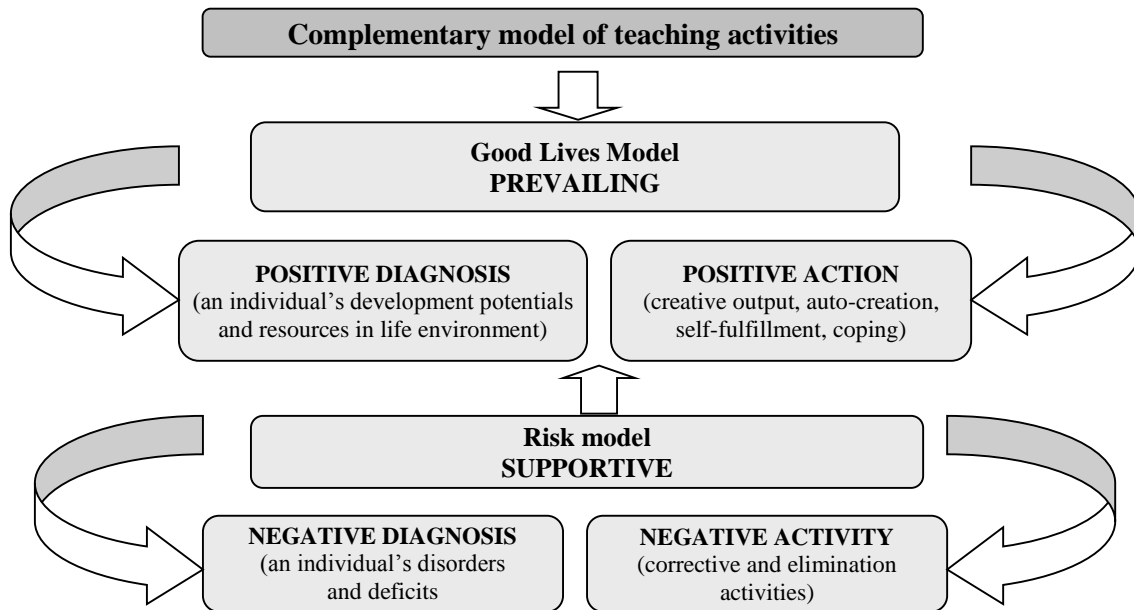 Complementary model of teaching activities
Good Lives Model
PREVAILING
POSITIVE DIAGNOSIS
(an individual’s development potentials
and resources in life environment)
POSITIVE ACTION
(creative output, auto-creation,
self-fulfillment, coping)
Risk model
SUPPORTIVE
NEGATIVE DIAGNOSIS
(an individual’s disorders
and deficits
NEGATIVE ACTIVITY
(corrective and elimination
activities)